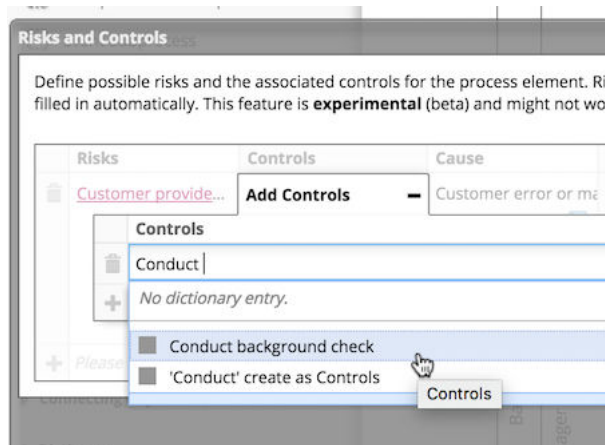 Risks and Controls
Define possible risks and the associated controls for the process element. Ri
filled in automatically. This feature is experimental (beta) and might not wo
Risks Controls Cause
Customer provide... Add Controls Customer error or ma
Controls
Conduct
No dictionary entry.
Please
Conduct background check
'Conduct' create as Controls
Controls